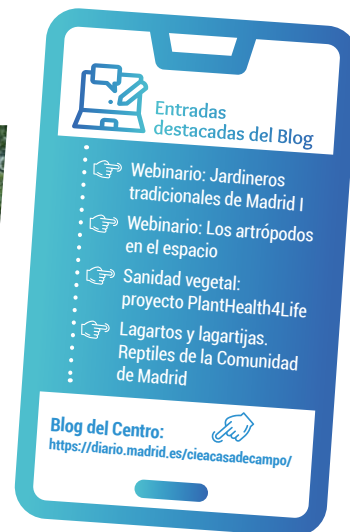 Entradas
destacadas del Blog
Webinario: Jardineros
tradicionales de Madrid I
Webinario: Los artrópodos
en el espacio
Sanidad vegetal:
proyecto PlantHealth4Life
Lagartos y lagartijas.
Reptiles de la Comunidad
de Madrid
Blog del Centro:
https://diario.madrid.es/cieacasadecampo/